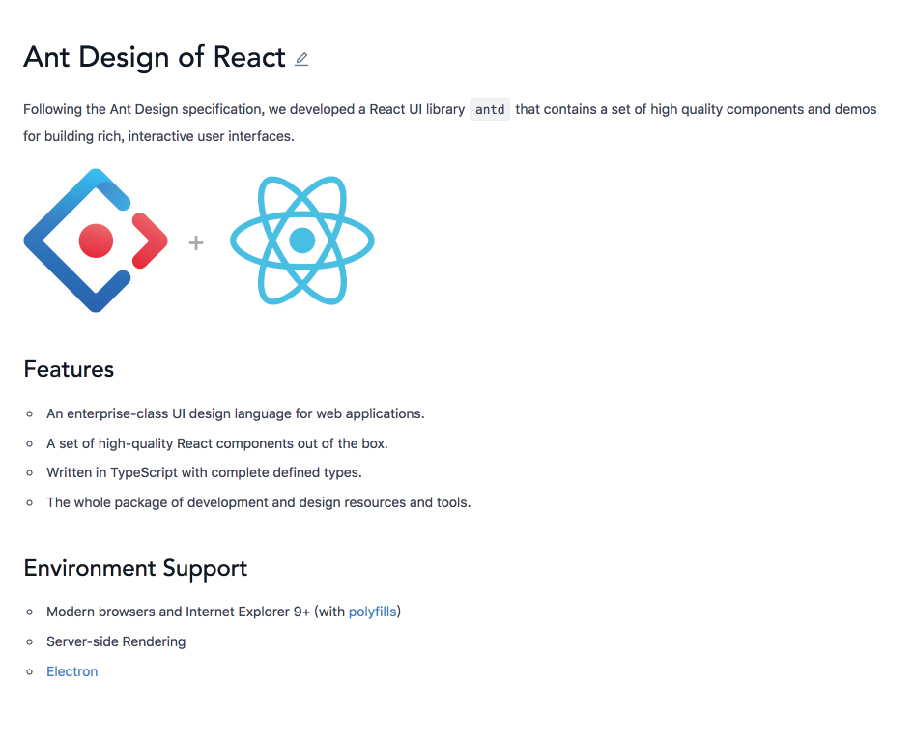 Ant Design of React
Following the Ant Design specification, we developed a React UI library antd that contains a set of high quality components and demos
for building rich, interactive user interfaces.
+
Features
An enterprise-class UI design language for web applications.
A set of high-quality React components out of the box.
Written in TypeScript with complete defined types.
The whole package of development and design resources and tools.
Environment Support
Modern browsers and Internet Explorer 9+ (with polyfills)
Server-side Rendering
Electron